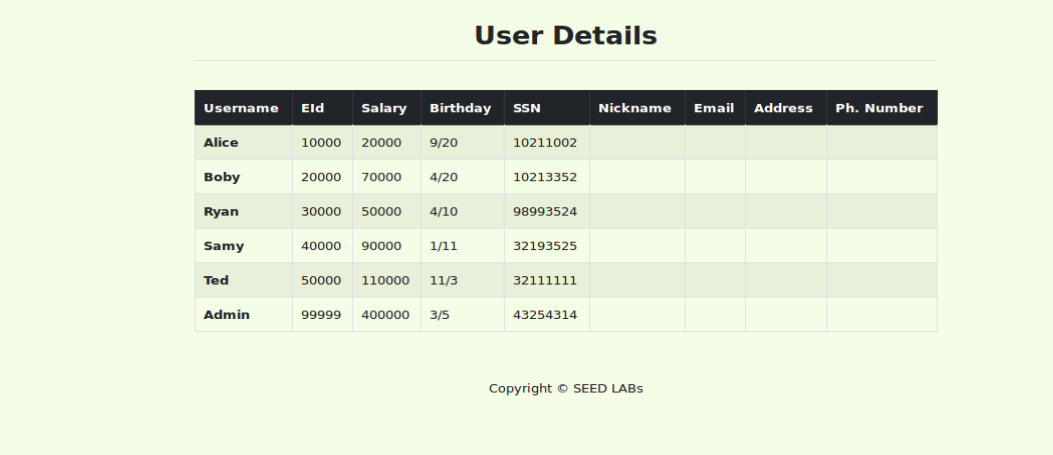 User Details
Username EId Salary Birthday SSN Nickname Email Address Ph. Number
Alice 10000 20000 9/20 10211002
Boby 20000 70000 4/20 10213352
Ryan 30000 50000 4/10 98993524
Samy 40000 90000 1/11 32193525
Ted 50000 110000 11/3 32111111
Admin 99999 400000 3/5 43254314
Copyright © SEED LABs